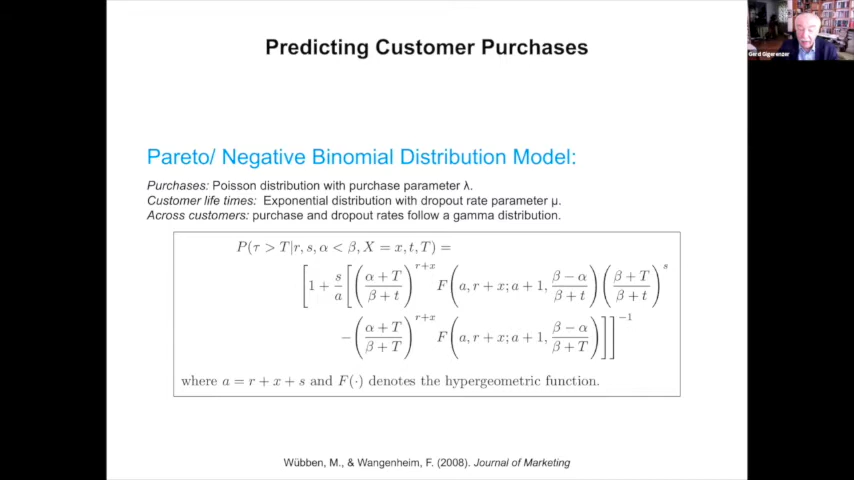 Predicting Customer Purchases
Gerd Gigerenzer
Pareto/ Negative Binomial Distribution Model:
Purchases: Poisson distribution with purchase parameter λ.
Customer life times: Exponential distribution with dropout rate parameter μ.
Across customers: purchase and dropout rates follow a gamma distribution.
P(τ > T|r, s, α < β, X = x, t, T) =
[1 + s/a [((α + T)/(β + t))^(r+x) F(a, r + x; a + 1, (β − α)/(β + t)) ((β + T)/(β + t))^s
− ((α + T)/(β + T))^(r+x) F(a, r + x; a + 1, (β − α)/(β + T))]]^−1
where a = r + x + s and F(·) denotes the hypergeometric function.
Wübben, M., & Wangenheim, F. (2008). Journal of Marketing